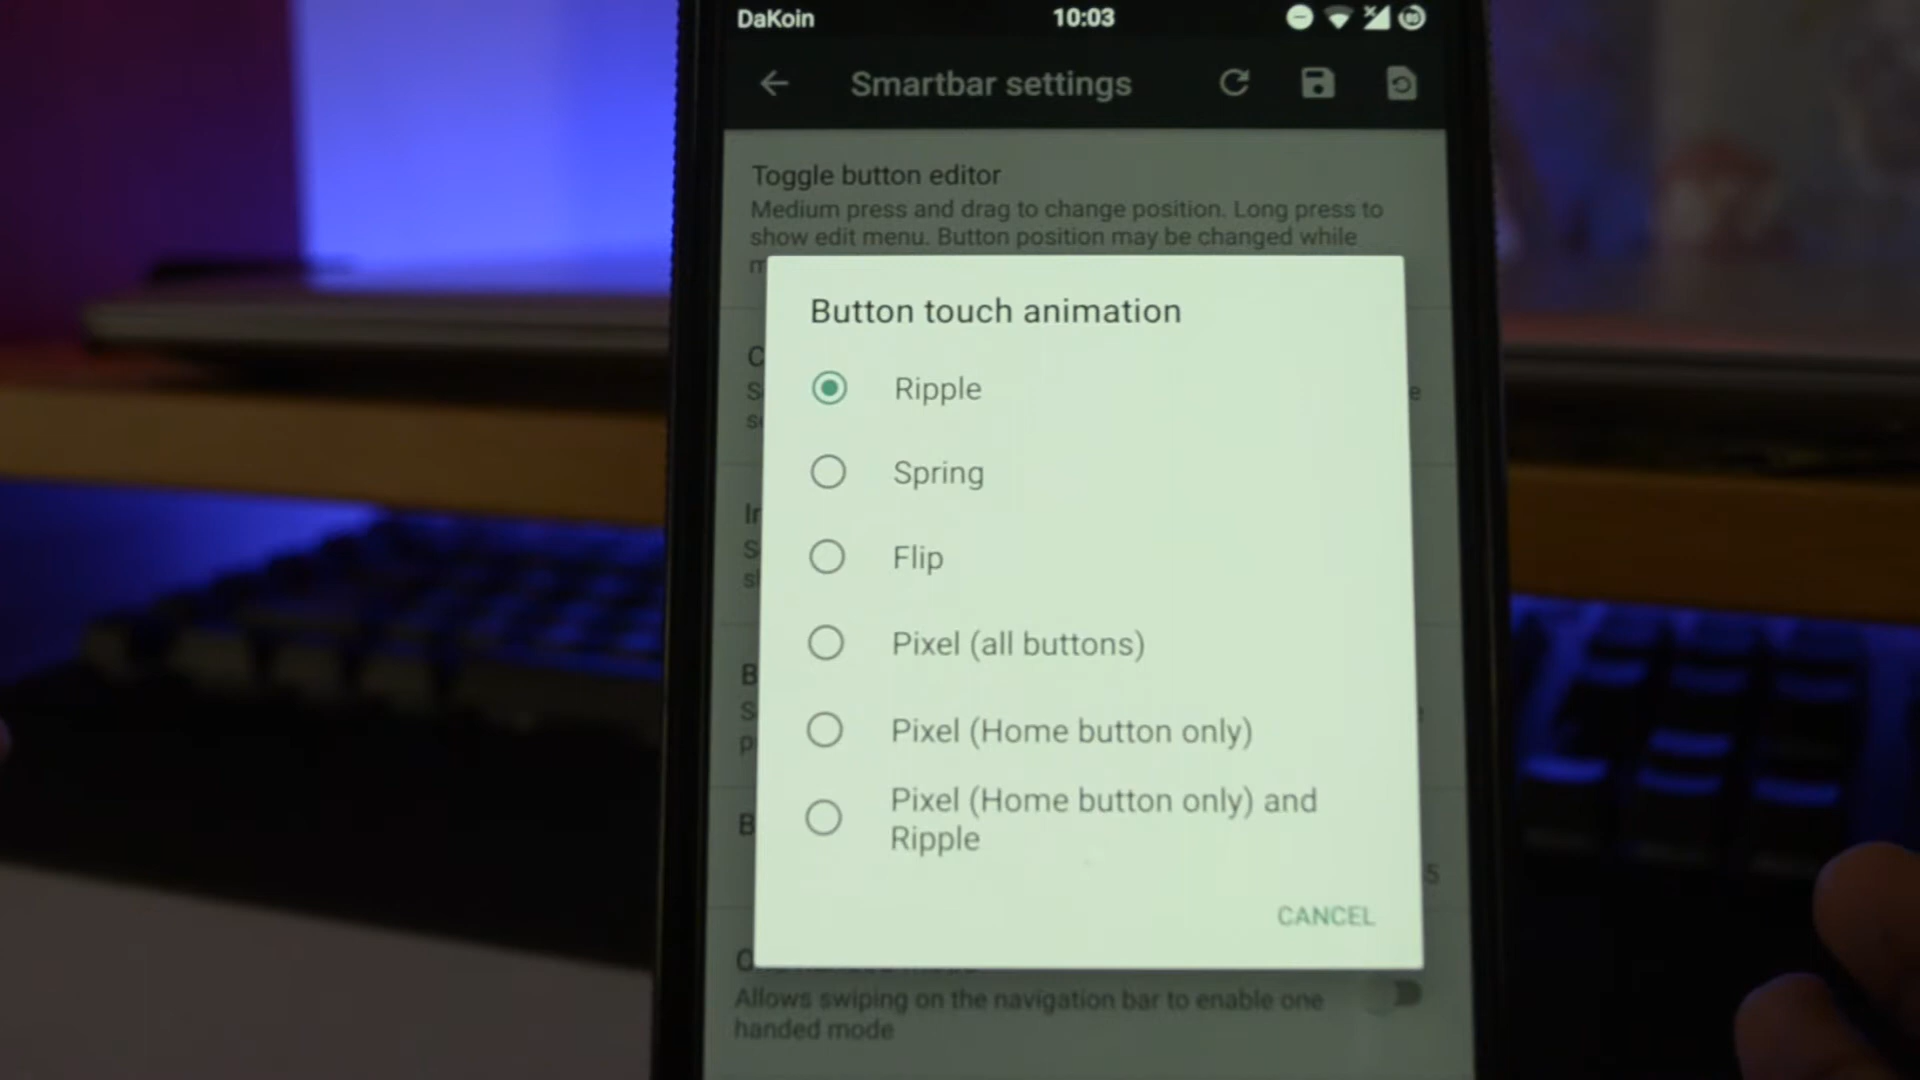 DaKoin 10:03
Smartbar settings
Toggle button editor
Medium press and drag to change position. Long press to
show edit menu. Button position may be changed while
Button touch animation
Ripple
Spring
Flip
Pixel (all buttons)
Pixel (Home button only)
Pixel (Home button only) and
Ripple
CANCEL
Allows swiping on the navigation bar to enable one
handed mode